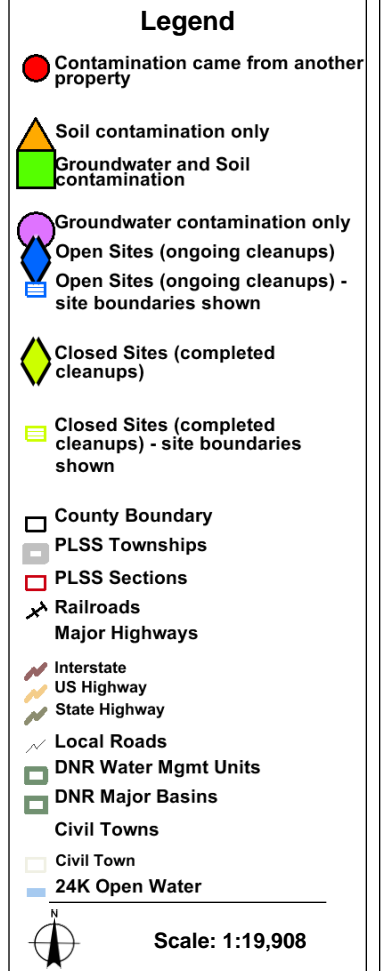 Legend
Contamination came from another
property
Soil contamination only
Groundwater and Soil
contamination
Groundwater contamination only
Open Sites (ongoing cleanups)
Open Sites (ongoing cleanups) -
site boundaries shown
Closed Sites (completed
cleanups)
Closed Sites (completed
cleanups) - site boundaries
shown
County Boundary
PLSS Townships
PLSS Sections
Railroads
Major Highways
Interstate
US Highway
State Highway
Local Roads
DNR Water Mgmt Units
DNR Major Basins
Civil Towns
Civil Town
24K Open Water
N
Scale: 1:19,908